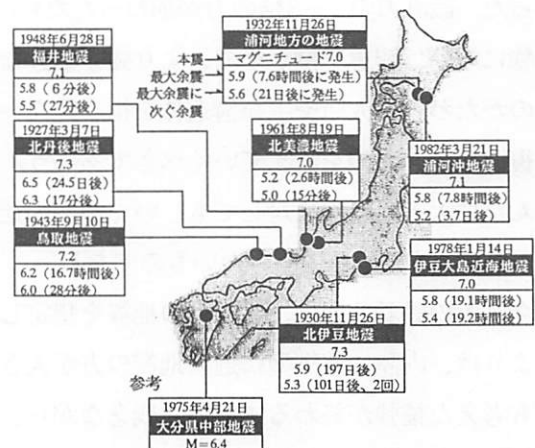 1948年6月28日
福井地震
7.1
5.8（6分後）
5.5（27分後）
1927年3月7日
北丹後地震
7.3
6.5（24.5日後）
6.3（17分後）
1943年9月10日
鳥取地震
7.2
6.2（16.7時間後）
6.0（28分後）
1932年11月26日
浦河地方の地震
本震 マグニチュード7.0
最大余震 5.9（7.6時間後に発生）
最大余震に次ぐ余震 5.6（21日後に発生）
1961年8月19日
北美濃地震
7.0
5.2（2.6時間後）
5.0（15分後）
1982年3月21日
浦河沖地震
7.1
5.8（7.8時間後）
5.2（3.7日後）
1978年1月14日
伊豆大島近海地震
7.0
5.8（19.1時間後）
5.4（19.2時間後）
1930年11月26日
北伊豆地震
7.3
5.9（197日後）
5.3（101日後、2回）
参考
1975年4月21日
大分県中部地震
M＝6.4